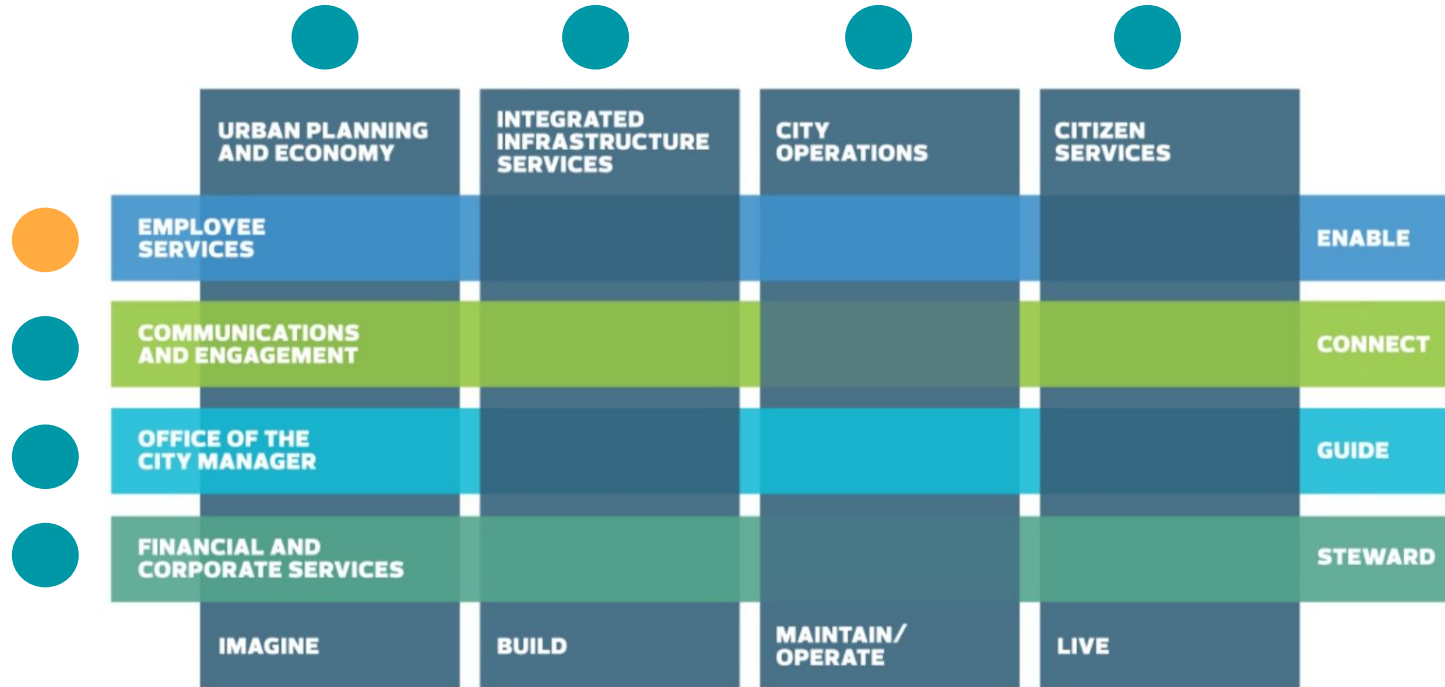 URBAN PLANNING
AND ECONOMY
INTEGRATED
INFRASTRUCTURE
SERVICES
CITY
OPERATIONS
CITIZEN
SERVICES
EMPLOYEE
SERVICES
ENABLE
COMMUNICATIONS
AND ENGAGEMENT
CONNECT
OFFICE OF THE
CITY MANAGER
GUIDE
FINANCIAL AND
CORPORATE SERVICES
STEWARD
IMAGINE
BUILD
MAINTAIN/
OPERATE
LIVE